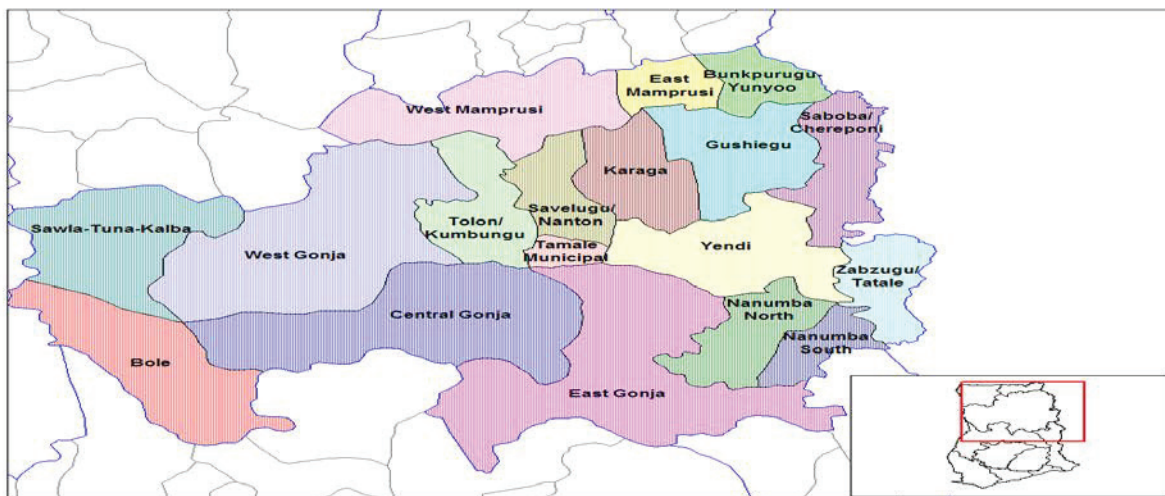 East
Mamprusi
Bunkpurugu-
Yunyoo
West Mamprusi
Saboba/
Chereponi
Gushiegu
Karaga
Savelugu/
Nanton
Tolon/
Kumbungu
Sawla-Tuna-Kalba
West Gonja
Tamale
Municipal
Yendi
Zabzugu/
Tatale
Nanumba
North
Central Gonja
Nanumba
South
Bole
East Gonja